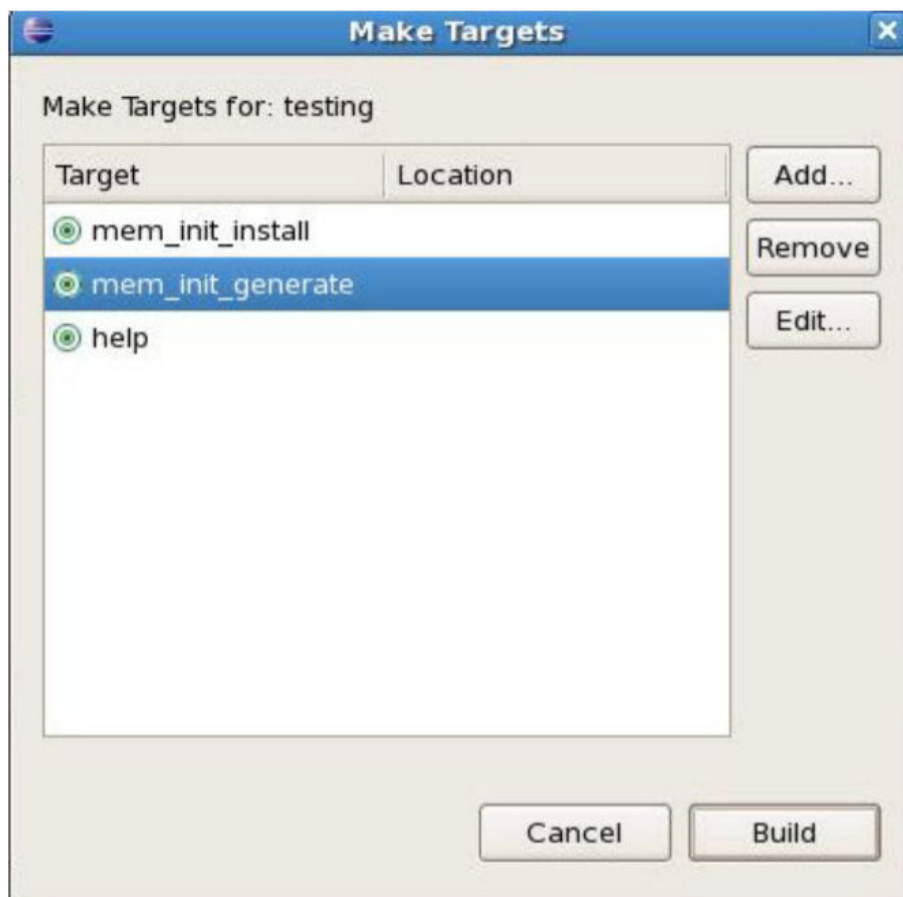 Make Targets
Make Targets for: testing
Target Location
Add...
mem_init_install
Remove
mem_init_generate
Edit...
help
Cancel Build